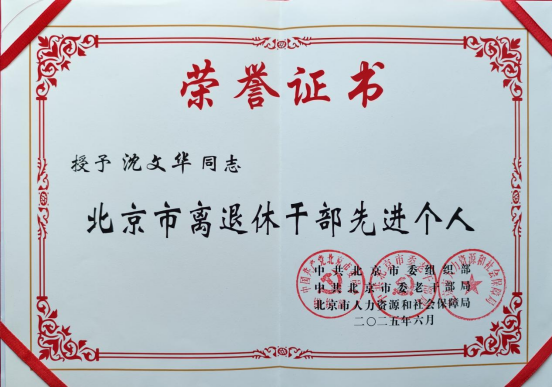 荣誉证书
授予 沈文华 同志
北京市离退休干部先进个人
中共北京市委组织部
中共北京市委老干部局
北京市人力资源和社会保障局
二〇二五年六月